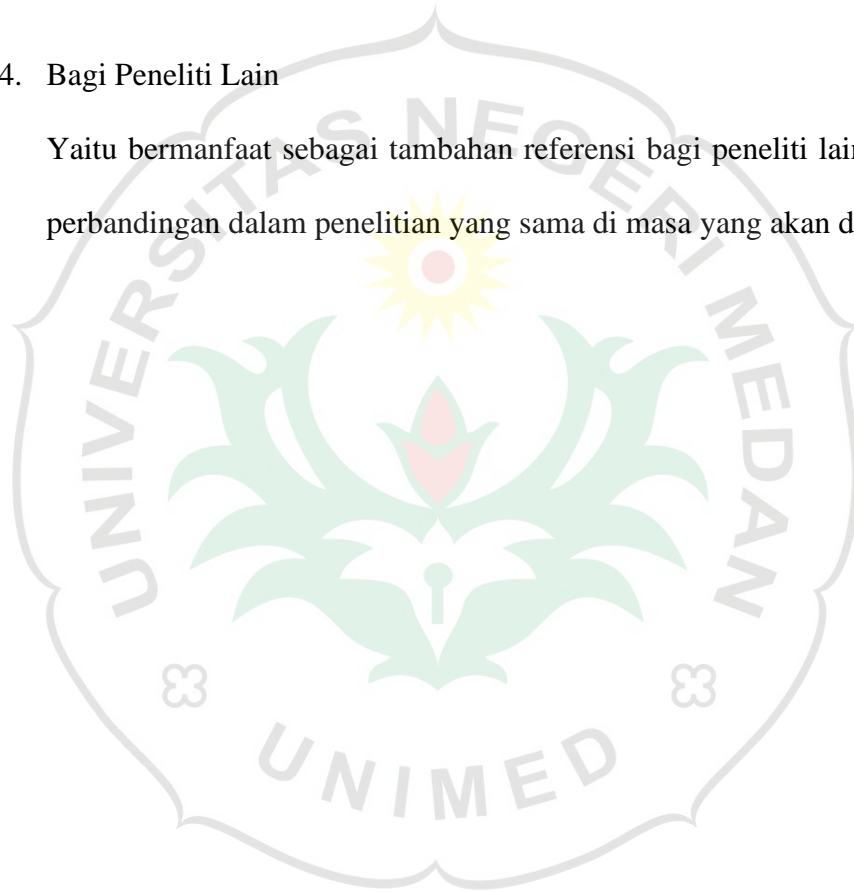 4. Bagi Peneliti Lain
Yaitu bermanfaat sebagai tambahan referensi bagi peneliti lain
perbandingan dalam penelitian yang sama di masa yang akan d
UNIVERSITAS NEGERI MEDAN
UNIMED